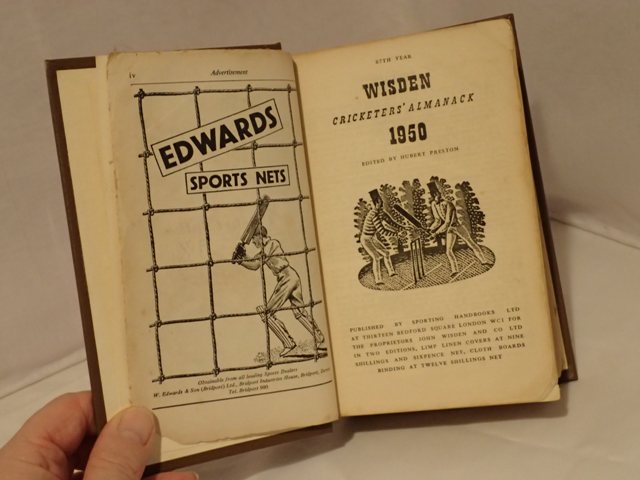 iv
Advertisement
EDWARDS
SPORTS NETS
Obtainable from all leading Sports Dealers
W. Edwards & Son (Bridport) Ltd., Bridport Industries House, Bridport,
Tel. Bridport 980
87TH YEAR
WISDEN
CRICKETERS' ALMANACK
1950
EDITED BY HUBERT PRESTON
PUBLISHED BY SPORTING HANDBOOKS LTD
AT THIRTEEN BEDFORD SQUARE LONDON WC1 FOR
THE PROPRIETORS JOHN WISDEN AND CO LTD
IN TWO EDITIONS, LIMP LINEN COVERS AT NINE
SHILLINGS AND SIXPENCE NET, CLOTH BOARDS
BINDING AT TWELVE SHILLINGS NET